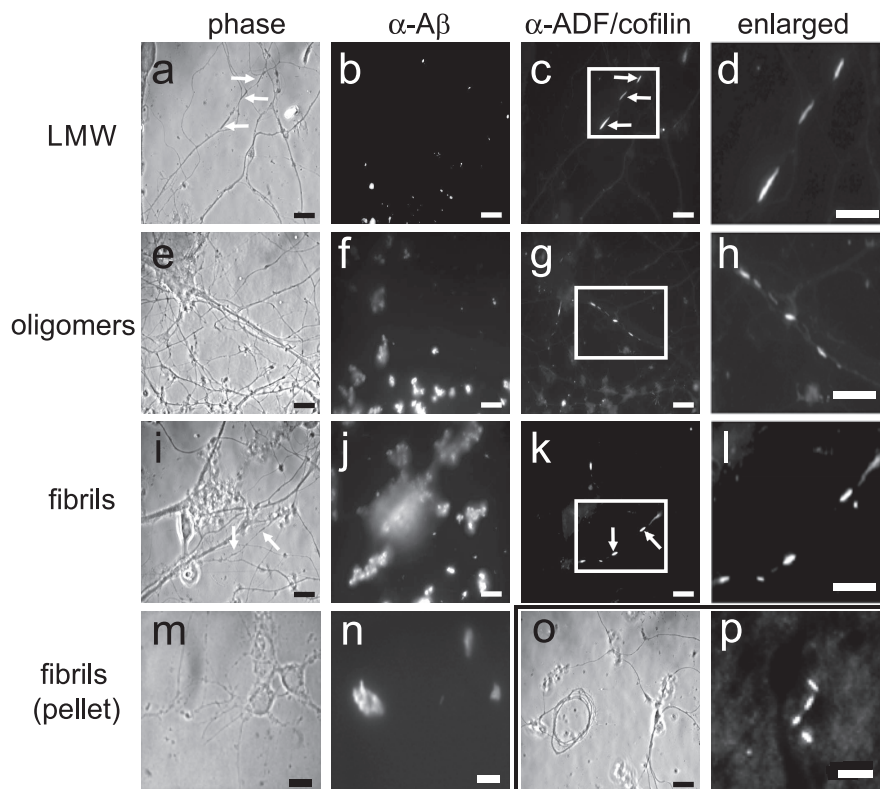 phase α-Aβ α-ADF/cofilin enlarged
LMW a b c d
oligomers e f g h
fibrils i j k l
fibrils (pellet) m n o p